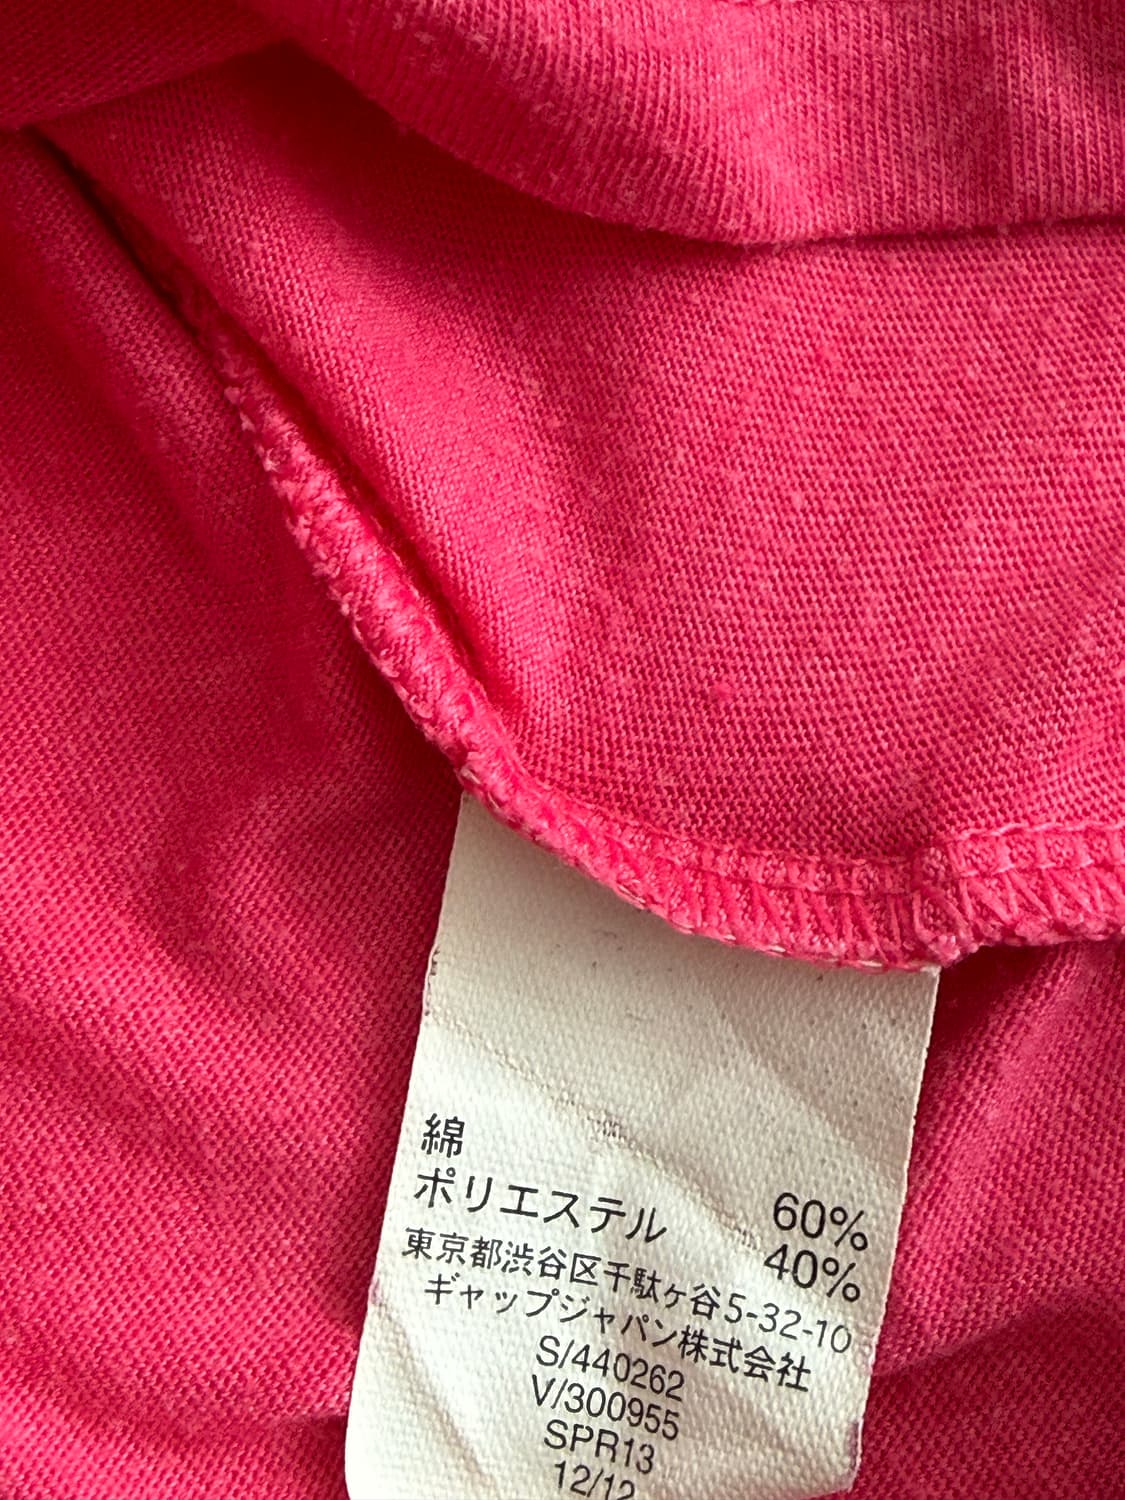 綿 60%
ポリエステル 40%
東京都渋谷区千駄ヶ谷5-32-10
ギャップジャパン株式会社
S/440262
V/300955
SPR13
12/12